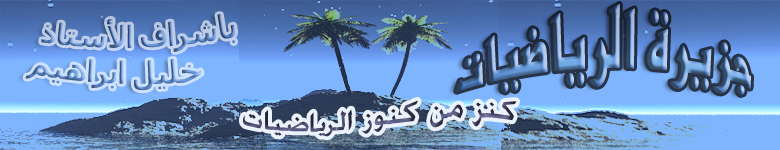 جزيرة الرياضيات
كنز من كنوز الرياضيات
باشراف الأستاذ
خليل ابراهيم